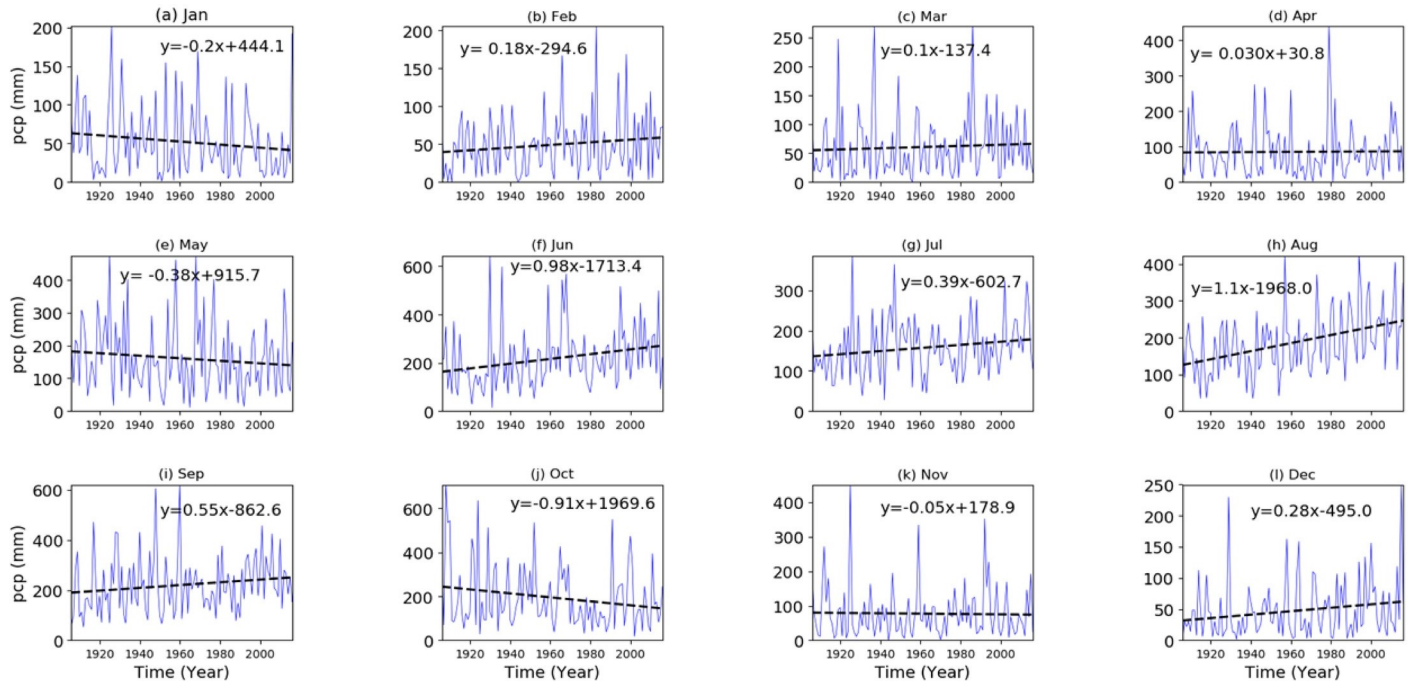 (a) Jan
(b) Feb
(c) Mar
(d) Apr
200
150
100
50
0
pcp (mm)
y=-0.2x+444.1
1920 1940 1960 1980 2000
200
150
100
50
0
y= 0.18x-294.6
1920 1940 1960 1980 2000
250
200
150
100
50
0
y=0.1x-137.4
1920 1940 1960 1980 2000
400
300
200
100
0
y= 0.030x+30.8
1920 1940 1960 1980 2000
(e) May
(f) Jun
(g) Jul
(h) Aug
400
300
200
100
0
pcp (mm)
y= -0.38x+915.7
1920 1940 1960 1980 2000
600
400
200
0
y=0.98x-1713.4
1920 1940 1960 1980 2000
300
200
100
0
y=0.39x-602.7
1920 1940 1960 1980 2000
400
300
200
100
0
y=1.1x-1968.0
1920 1940 1960 1980 2000
(i) Sep
(j) Oct
(k) Nov
(l) Dec
600
400
200
0
pcp (mm)
y=0.55x-862.6
1920 1940 1960 1980 2000
Time (Year)
600
400
200
0
y=-0.91x+1969.6
1920 1940 1960 1980 2000
Time (Year)
400
300
200
100
0
y=-0.05x+178.9
1920 1940 1960 1980 2000
Time (Year)
250
200
150
100
50
0
y=0.28x-495.0
1920 1940 1960 1980 2000
Time (Year)